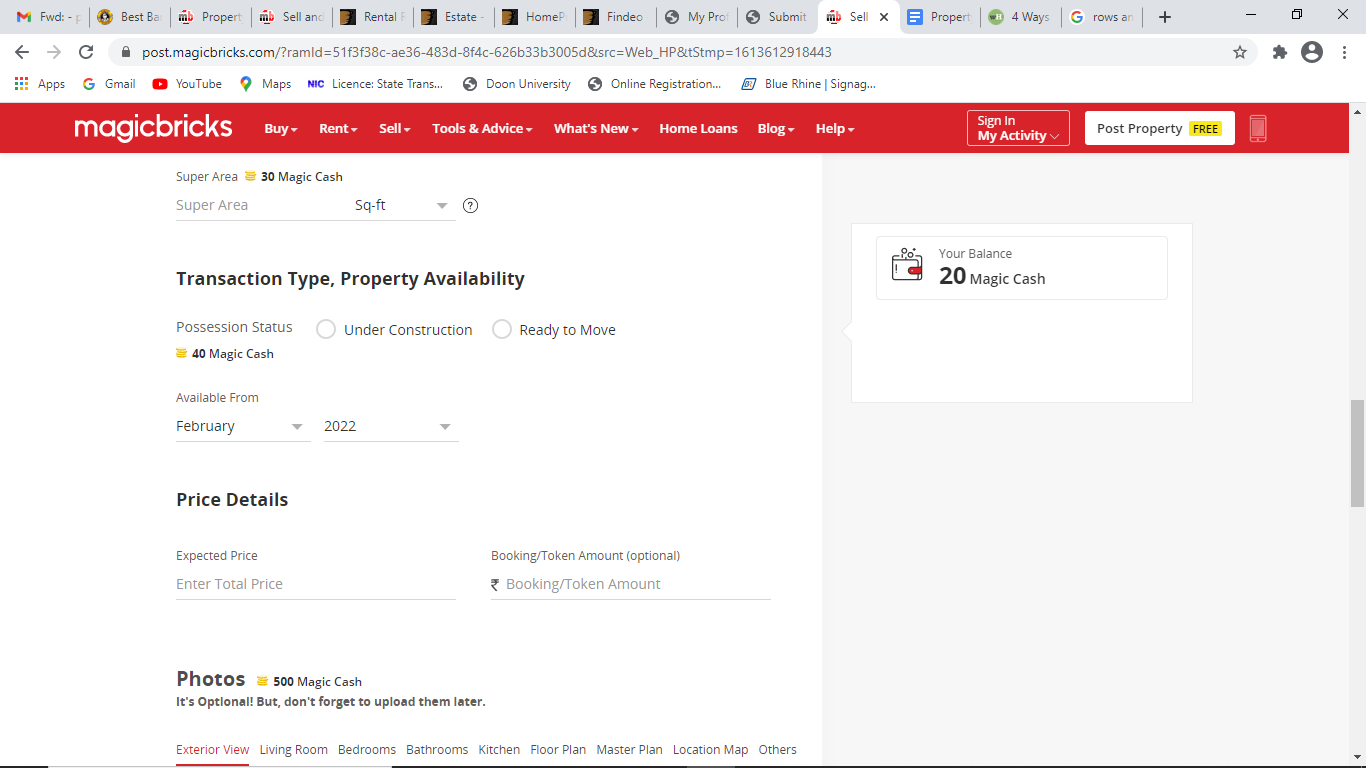 Fwd: - p
Best Ba
Propert
Sell and
Rental F
Estate -
HomeP
Findeo
My Prof
Submit
Sell
Propert
4 Ways
rows an
post.magicbricks.com/?ramId=51f3f38c-ae36-483d-8f4c-626b33b3005d&src=Web_HP&tStmp=1613612918443
Apps Gmail YouTube Maps NIC Licence: State Trans... Doon University Online Registration... Blue Rhine | Signag...
magicbricks Buy Rent Sell Tools & Advice What's New Home Loans Blog Help
Sign In
My Activity
Post Property FREE
Super Area 30 Magic Cash
Super Area Sq-ft ?
Transaction Type, Property Availability
Possession Status Under Construction Ready to Move
40 Magic Cash
Available From
February 2022
Price Details
Expected Price Booking/Token Amount (optional)
Enter Total Price ₹ Booking/Token Amount
Photos 500 Magic Cash
It's Optional! But, don't forget to upload them later.
Exterior View Living Room Bedrooms Bathrooms Kitchen Floor Plan Master Plan Location Map Others
Your Balance
20 Magic Cash